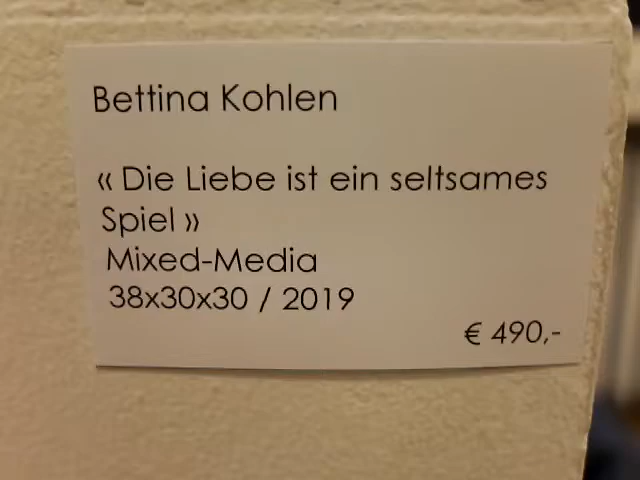 Bettina Kohlen
« Die Liebe ist ein seltsames
Spiel »
Mixed-Media
38x30x30 / 2019
€ 490,-